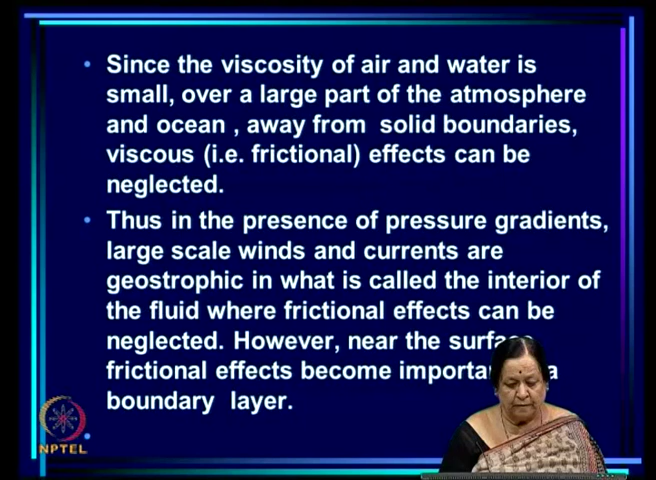 Since the viscosity of air and water is
small, over a large part of the atmosphere
and ocean , away from solid boundaries,
viscous (i.e. frictional) effects can be
neglected.
Thus in the presence of pressure gradients,
large scale winds and currents are
geostrophic in what is called the interior of
the fluid where frictional effects can be
neglected. However, near the surface
frictional effects become a
boundary layer.
NPTEL